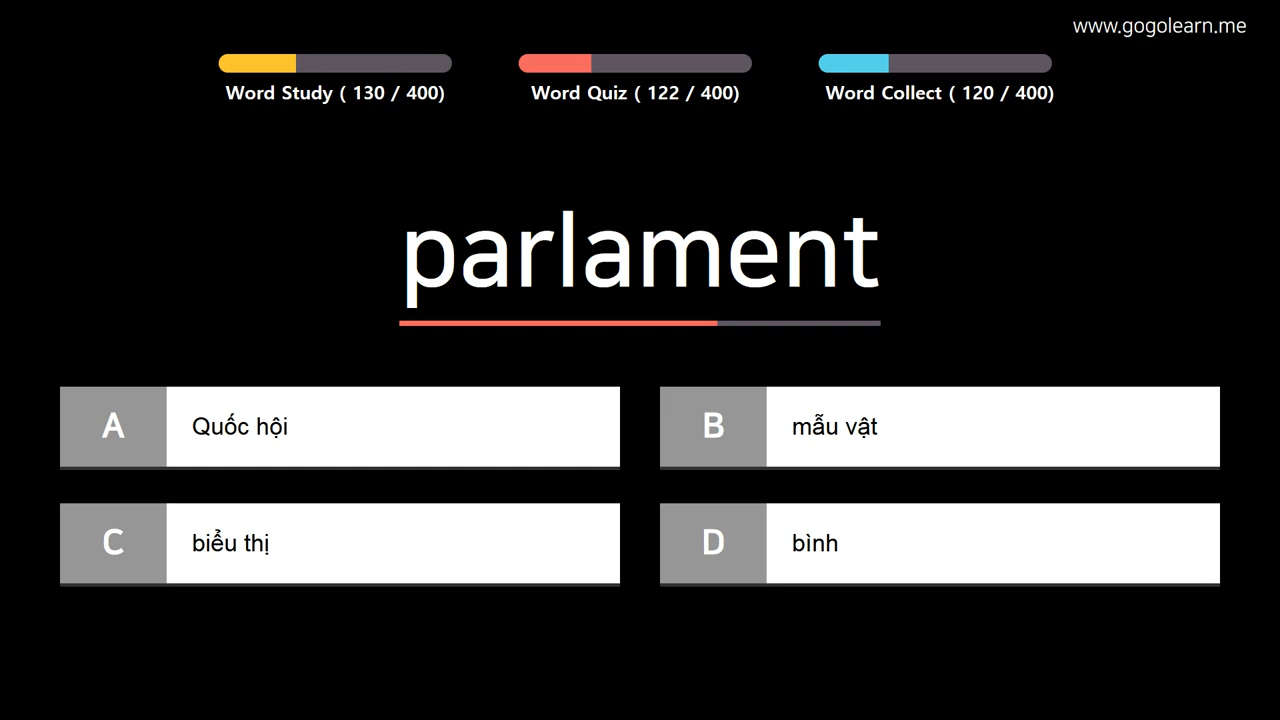 www.gogolearn.me
Word Study ( 130 / 400)
Word Quiz ( 122 / 400)
Word Collect ( 120 / 400)
parlament
A Quốc hội
B mẫu vật
C biểu thị
D bình